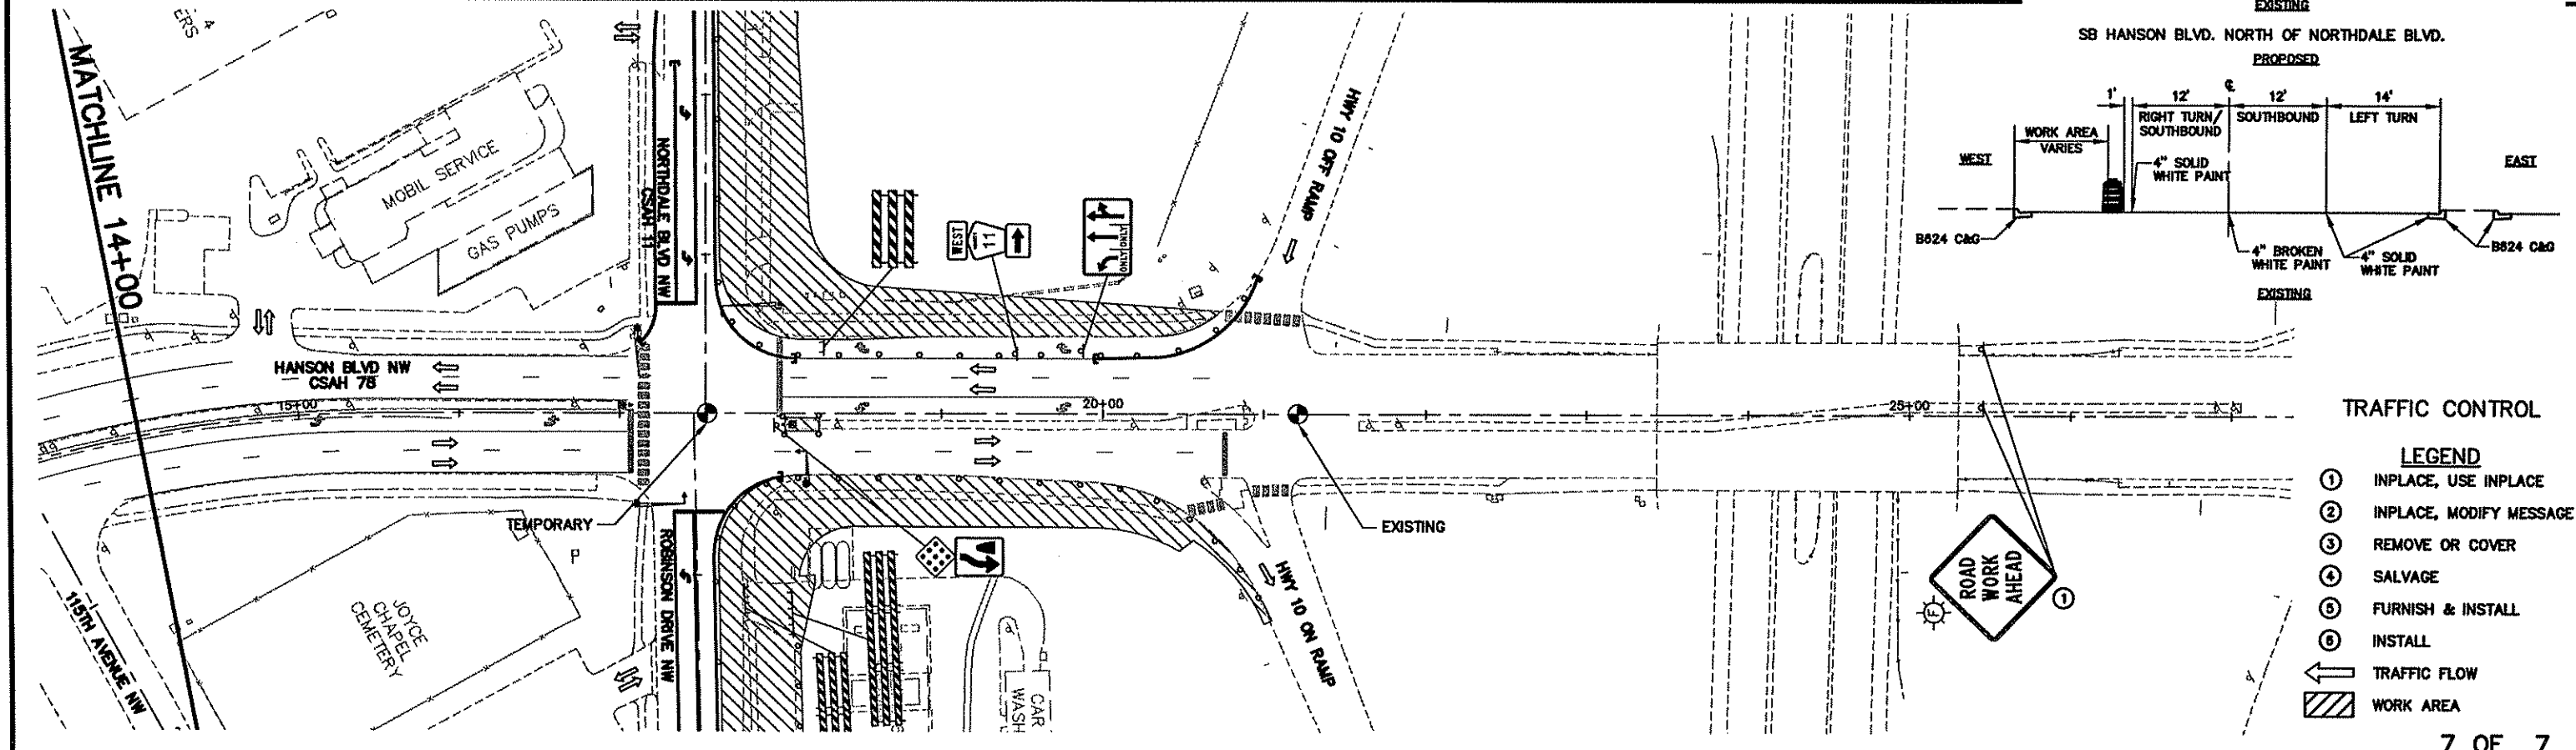 EXISTING
SB HANSON BLVD. NORTH OF NORTHDALE BLVD.
PROPOSED
1' 12' 12' 14'
RIGHT TURN/ SOUTHBOUND LEFT TURN
SOUTHBOUND
WORK AREA
VARIES
4" SOLID
WHITE PAINT
WEST
EAST
B624 C&G
4" BROKEN
WHITE PAINT
4" SOLID
WHITE PAINT
B624 C&G
EXISTING
MATCHLINE 14+00
4
ERS
MOBIL SERVICE
GAS PUMPS
NORTHDALE BLVD NW
CSAH 11
HWY 10 OFF RAMP
WEST
11
ONLY
ONLY
HANSON BLVD NW
CSAH 78
15+00
20+00
25+00
TEMPORARY
EXISTING
P
JOYCE
CHAPEL
CEMETERY
115TH AVENUE NW
ROBINSON DRIVE NW
HWY 10 ON RAMP
CAR
WASH
ROAD
WORK
AHEAD
F
1
TRAFFIC CONTROL
LEGEND
1 INPLACE, USE INPLACE
2 INPLACE, MODIFY MESSAGE
3 REMOVE OR COVER
4 SALVAGE
5 FURNISH & INSTALL
6 INSTALL
TRAFFIC FLOW
WORK AREA
7 OF 7